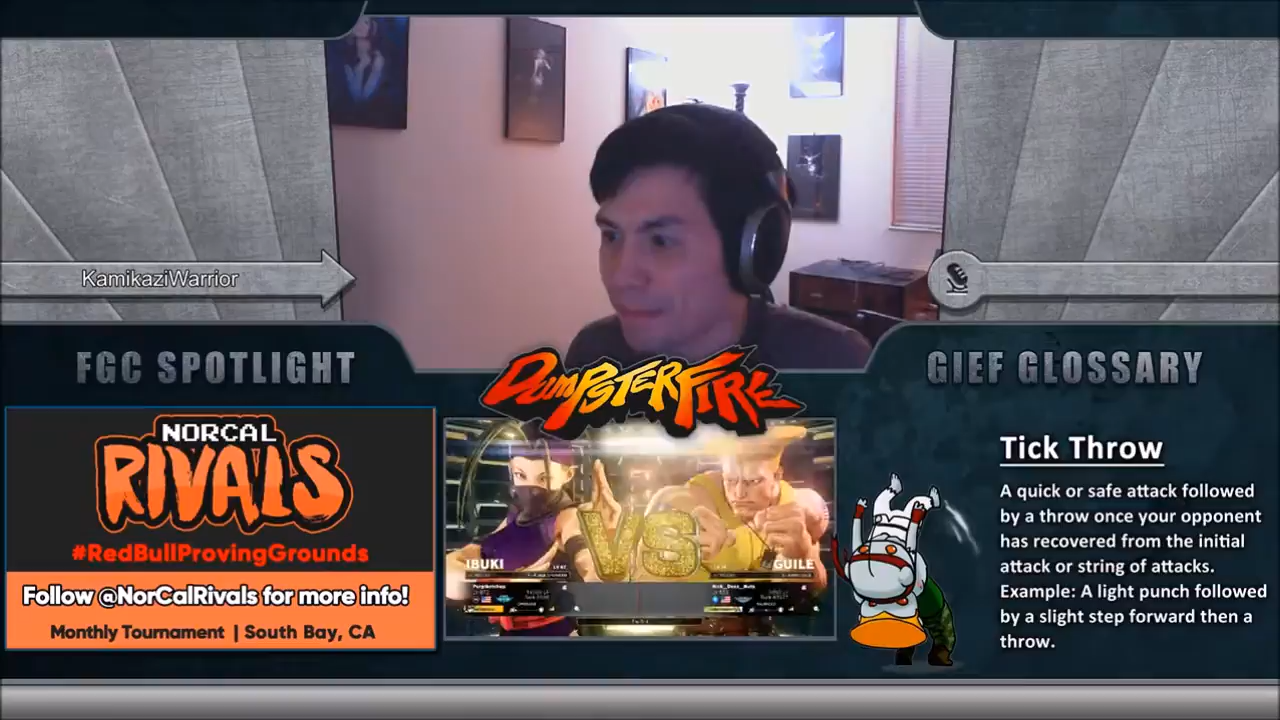 KamikaziWarrior
FGC SPOTLIGHT
GIEF GLOSSARY
DUMPSTER FIRE
NORCAL
RIVALS
#RedBullProvingGrounds
Follow @NorCalRivals for more info!
Monthly Tournament | South Bay, CA
IBUKI
VS
GUILE
Tick Throw
A quick or safe attack followed
by a throw once your opponent
has recovered from the initial
attack or string of attacks.
Example: A light punch followed
by a slight step forward then a
throw.